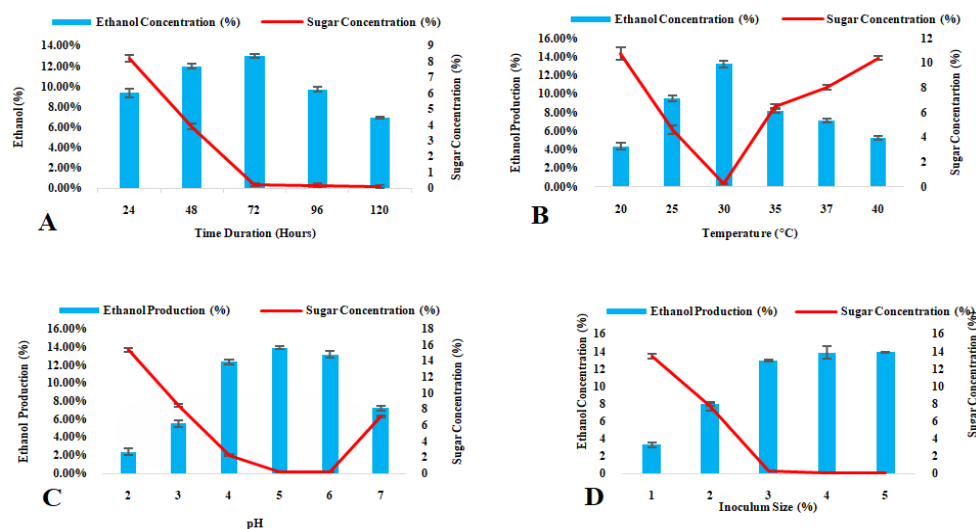 Ethanol Concentration (%) Sugar Concentration (%)
14.00%
12.00%
10.00%
8.00%
6.00%
4.00%
2.00%
0.00%
Ethanol(%)
9
8
7
6
5
4
3
2
1
0
Sugar Concentration (%)
24 48 72 96 120
Time Duration (Hours)
A
Ethanol Concentration (%) Sugar Concentration (%)
16.00%
14.00%
12.00%
10.00%
8.00%
6.00%
4.00%
2.00%
0.00%
Ethanol Production (%)
12
10
8
6
4
2
0
Sugar Concentartion (%)
20 25 30 35 37 40
Temperature (°C)
B
Ethanol Production (%) Sugar Concentration (%)
16.00%
14.00%
12.00%
10.00%
8.00%
6.00%
4.00%
2.00%
0.00%
Ethanol Production (%)
18
16
14
12
10
8
6
4
2
0
Sugar Concentration (%)
2 3 4 5 6 7
pH
C
Ethanol Production (%) Sugar Concentration (%)
16
14
12
10
8
6
4
2
0
Ethanol Concentration (%)
16
14
12
10
8
6
4
2
0
Sugar Concentration (%)
1 2 3 4 5
Inoculum Size (%)
D